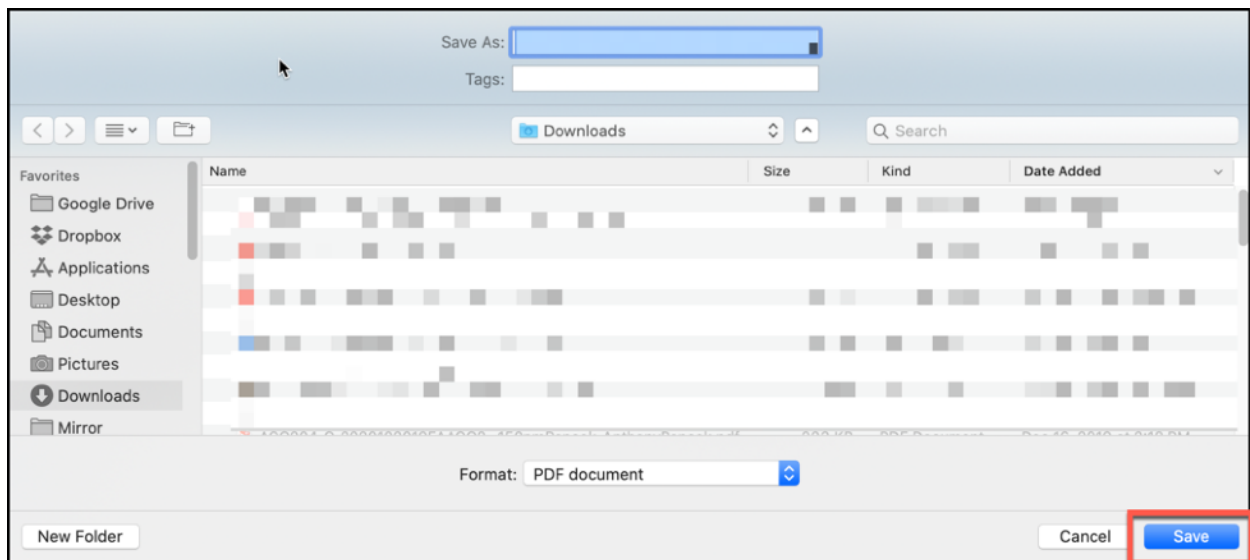 Save As:
Tags:
Downloads
Search
Favorites
Name Size Kind Date Added
Google Drive
Dropbox
Applications
Desktop
Documents
Pictures
Downloads
Mirror
Format: PDF document
New Folder Cancel Save